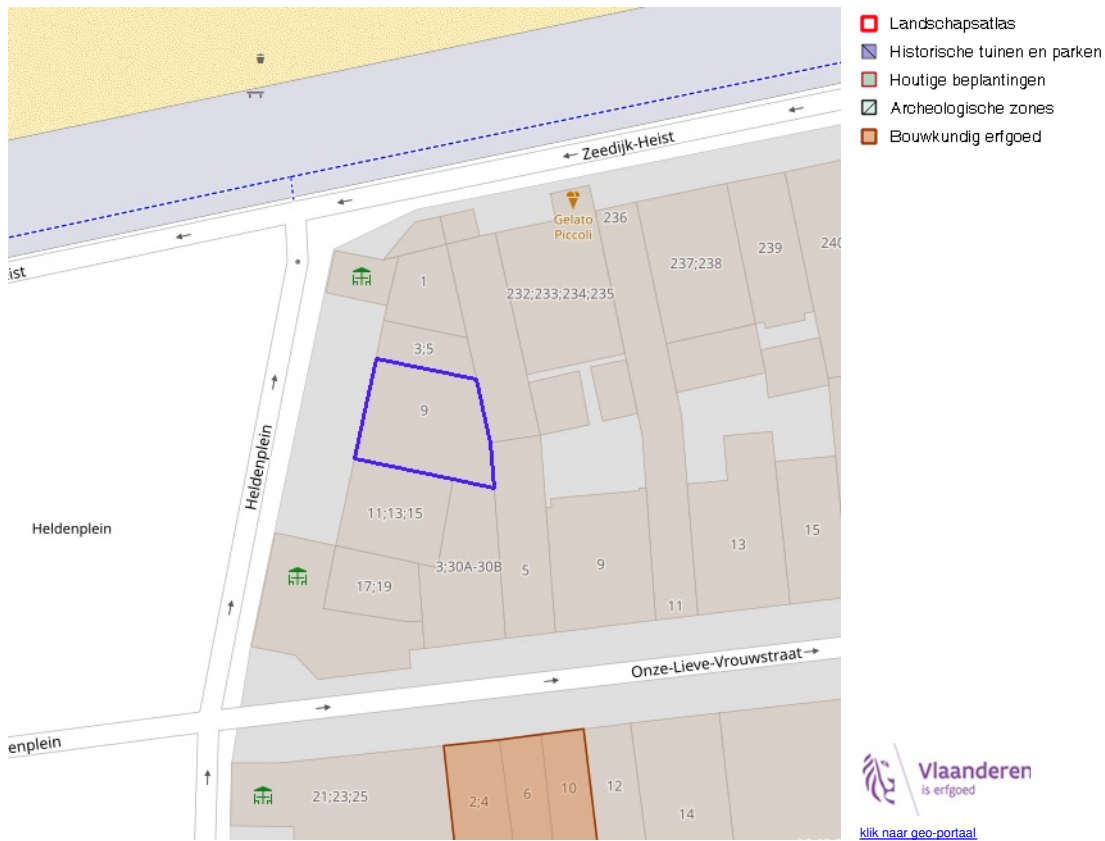 Landschapsatlas
Historische tuinen en parken
Houtige beplantingen
Archeologische zones
Bouwkundig erfgoed
Zeedijk-Heist
Gelato
Piccoli
236
239
240
237;238
ist
1
232;233;234;235
3;5
9
Heldenplein
Heldenplein
11;13;15
15
13
3;30A-30B
5
9
17;19
11
Onze-Lieve-Vrouwstraat
enplein
21;23;25
2;4
6
10
12
14
Vlaanderen
is erfgoed
klik naar geo-portaal